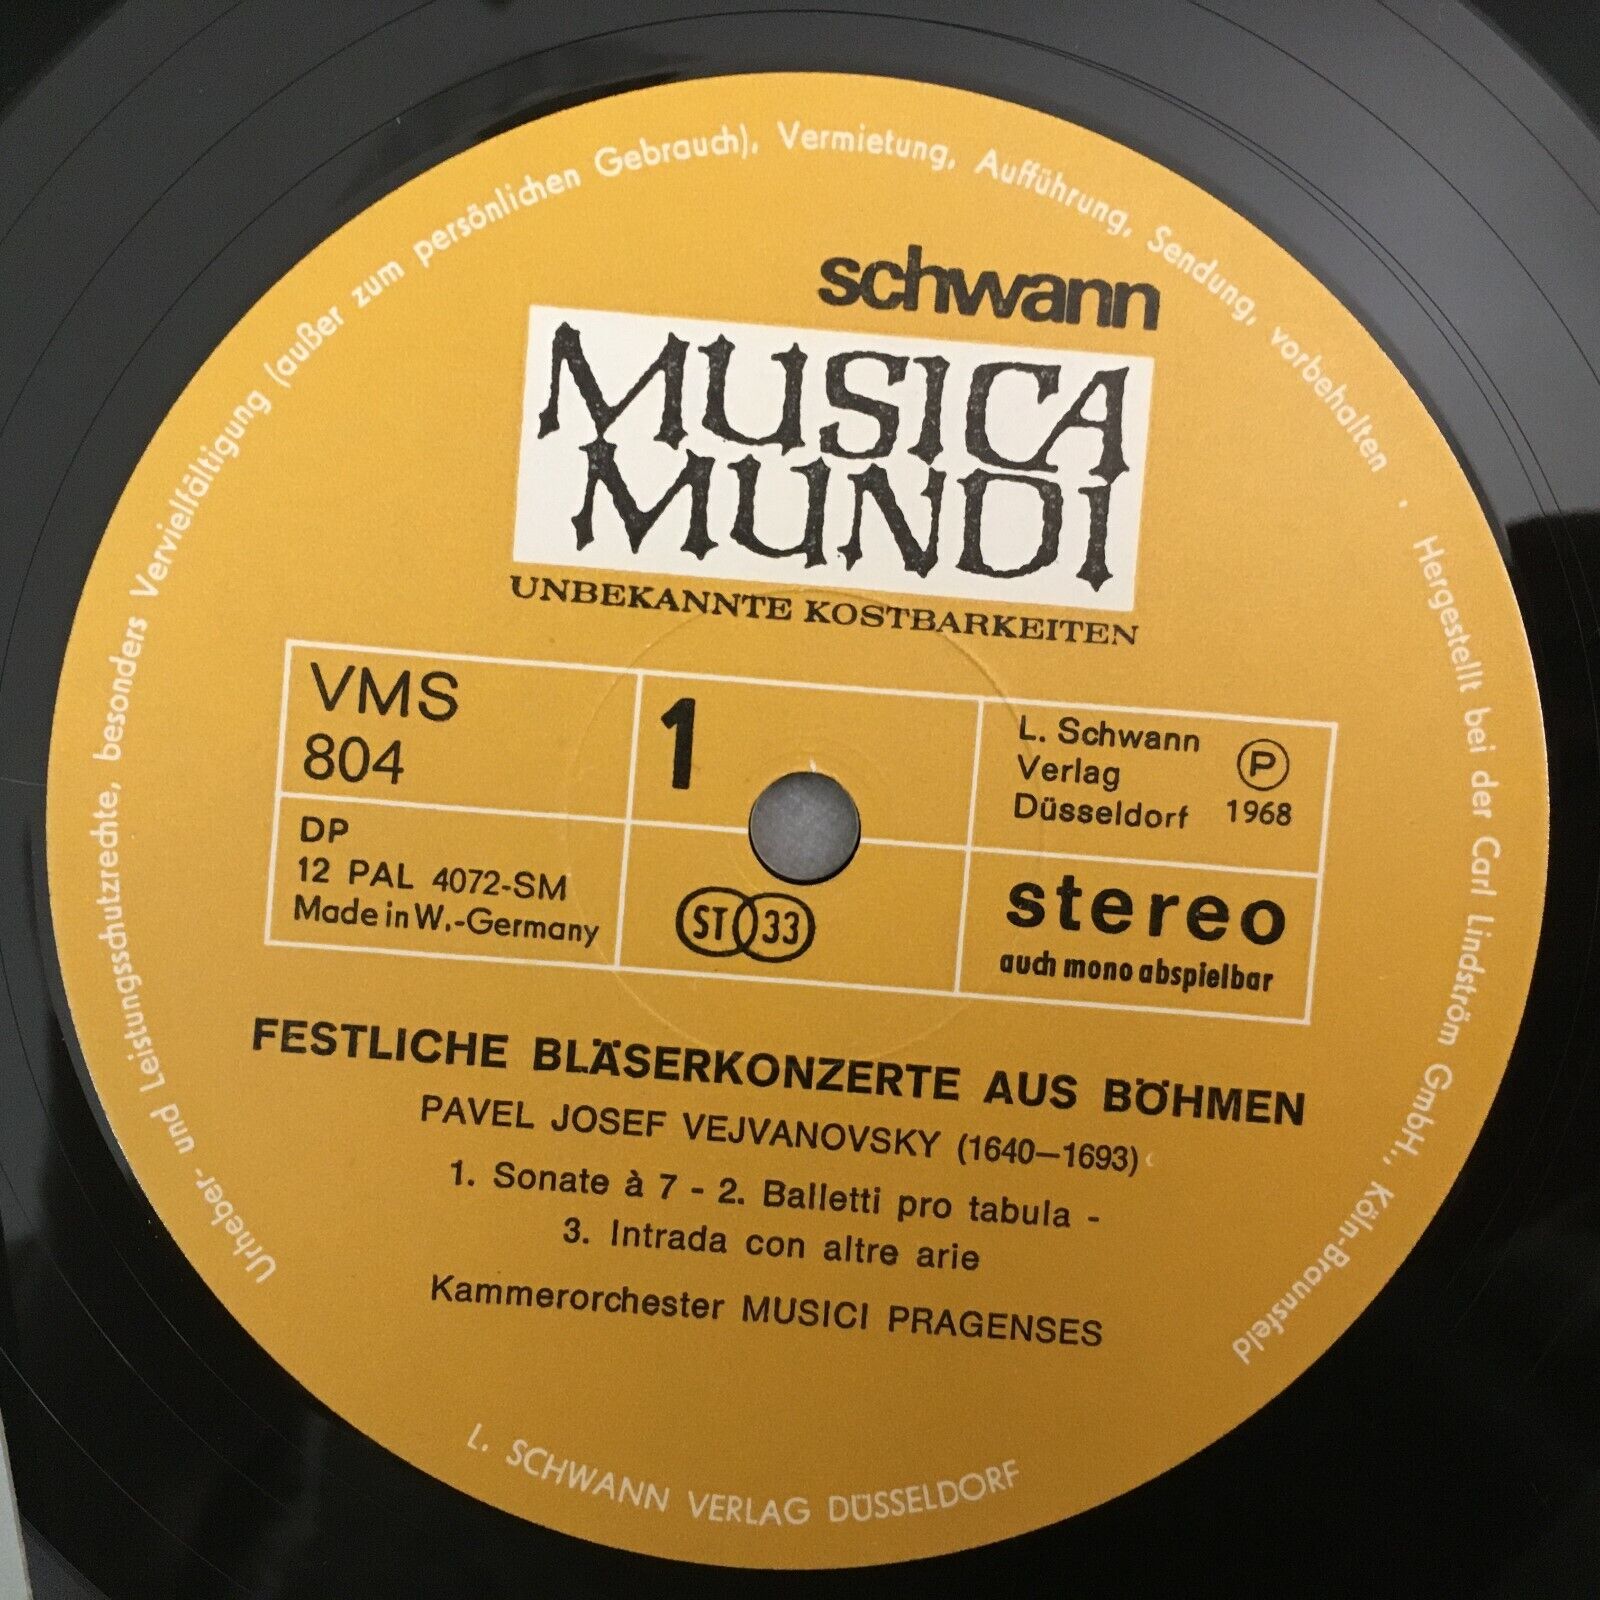 Urheber- und Leistungsschutzrechte, besonders Vervielfältigung (außer zum persönlichen Gebrauch), Vermietung, Aufführung, Sendung, vorbehalten . Hergestellt bei der Carl Lindström GmbH., Köln-Braunsfeld
schwann
MUSICA
MUNDI
UNBEKANNTE KOSTBARKEITEN
VMS
804
1
L. Schwann
Verlag
Düsseldorf
P
1968
DP
12 PAL 4072-SM
Made in W.-Germany
ST 33
stereo
auch mono abspielbar
FESTLICHE BLÄSERKONZERTE AUS BÖHMEN
PAVEL JOSEF VEJVANOVSKY (1640—1693)
1. Sonate à 7 - 2. Balletti pro tabula -
3. Intrada con altre arie
Kammerorchester MUSICI PRAGENSES
L. SCHWANN VERLAG DÜSSELDORF